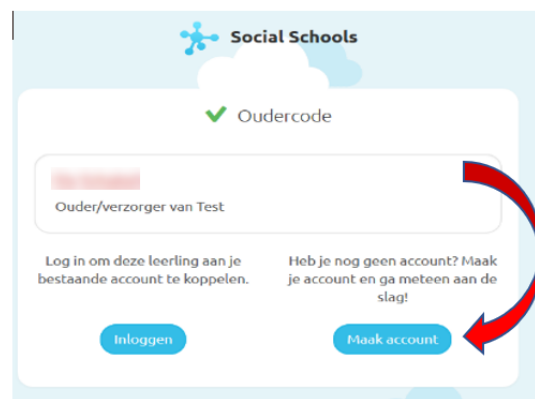 Social Schools
Oudercode
Ouder/verzorger van Test
Log in om deze leerling aan je
bestaande account te koppelen.
Inloggen
Heb je nog geen account? Maak
je account en ga meteen aan de
slag!
Maak account